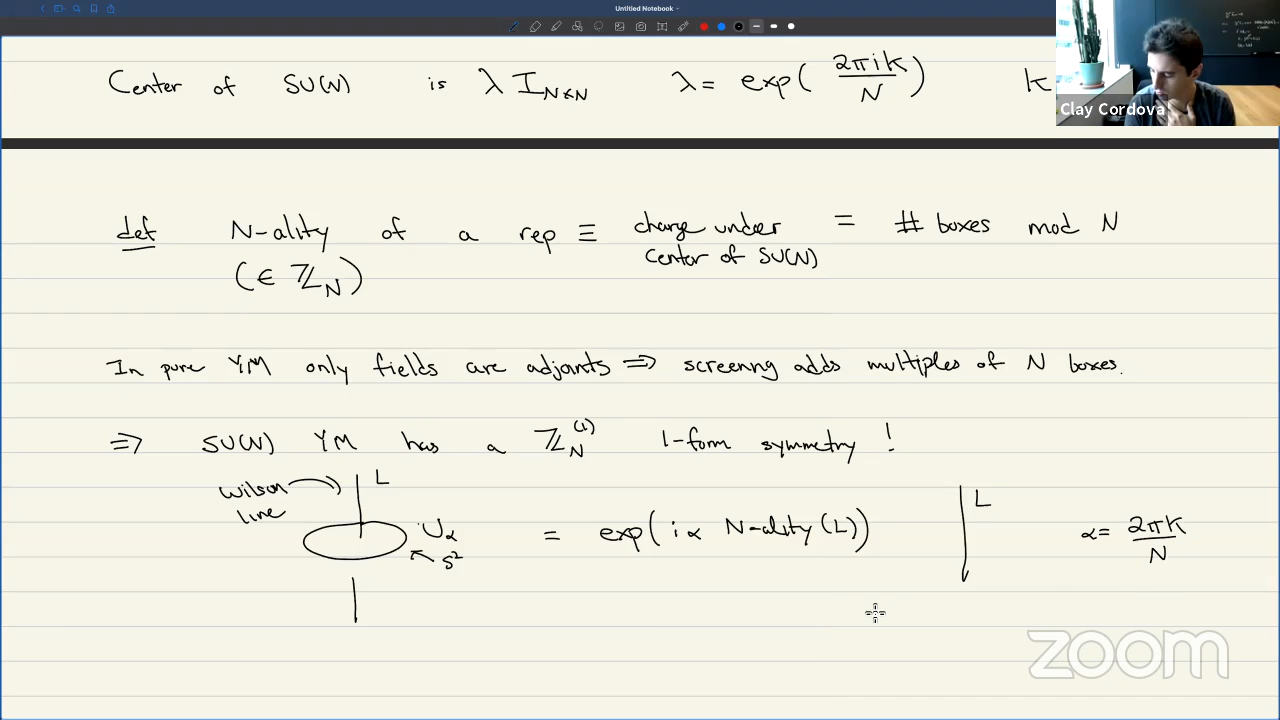 Untitled Notebook
Center of SU(N) is λ I_{N×N} λ = exp( 2πik / N ) K
Clay Cordova
def N-ality of a rep ≡ charge under center of SU(N) = # boxes mod N
(∈ ℤ_N)
In pure YM only fields are adjoints ⇒ screening adds multiples of N boxes.
⇒ SU(N) YM has a ℤ_N^{(1)} 1-form symmetry !
Wilson line L
U_α = exp( i α N-ality (L) ) L α = 2πK / N
S²
zoom